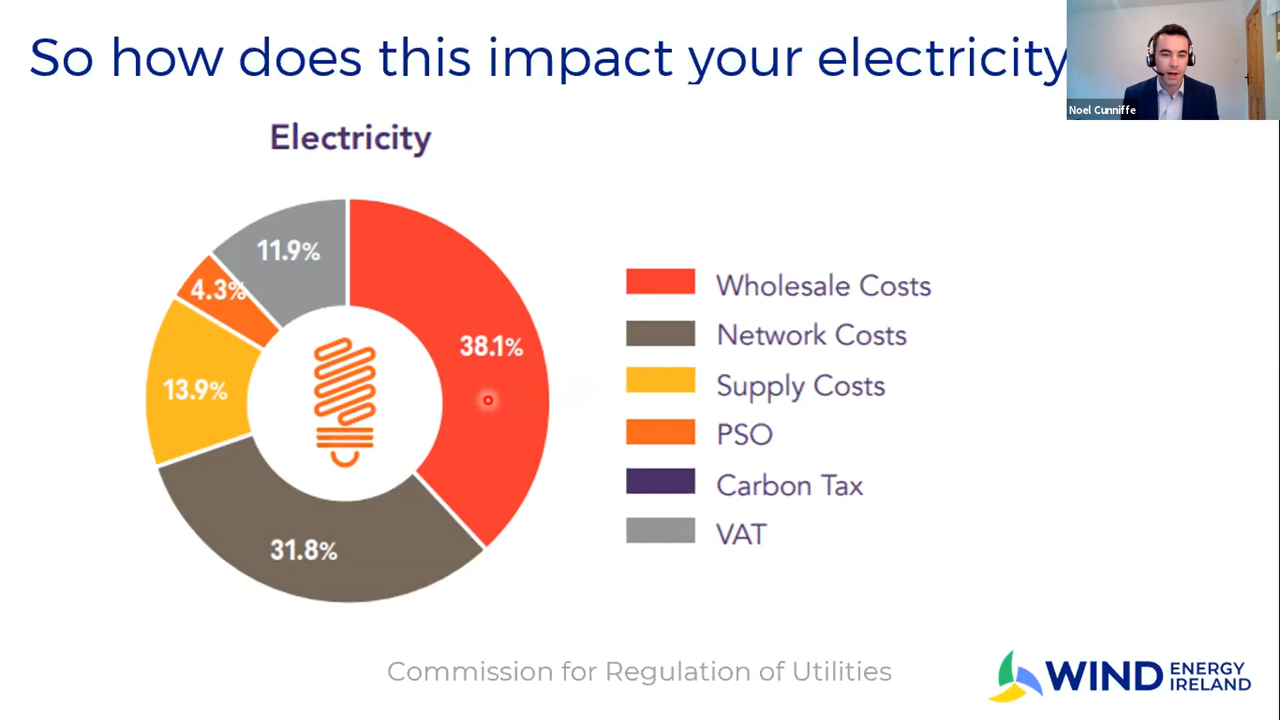 So how does this impact your electricity
Noel Cunniffe
Electricity
11.9%
4.3%
38.1%
13.9%
31.8%
Wholesale Costs
Network Costs
Supply Costs
PSO
Carbon Tax
VAT
Commission for Regulation of Utilities
WIND ENERGY
IRELAND